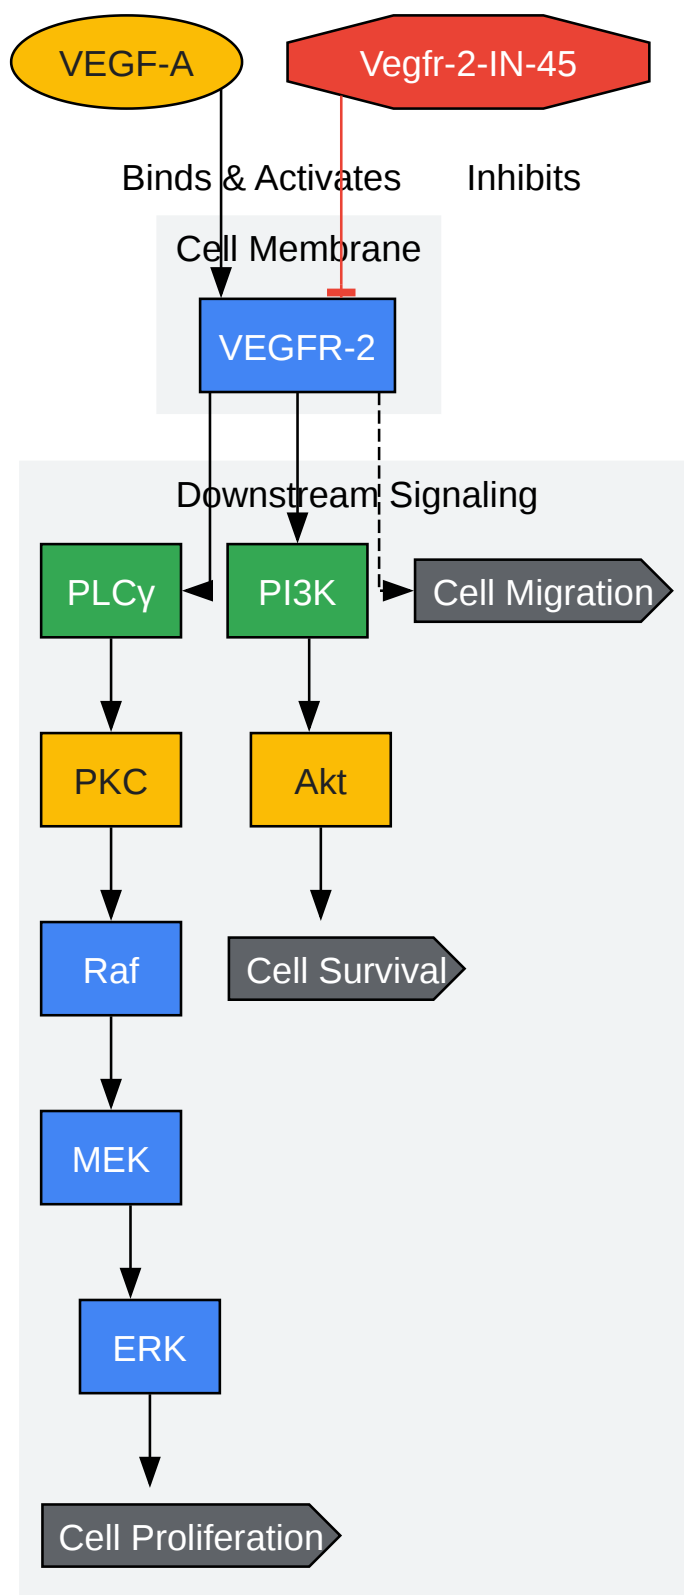 VEGF-A
Vegfr-2-IN-45
Binds & Activates
Inhibits
Cell Membrane
VEGFR-2
Downstream Signaling
PLCγ
PI3K
Cell Migration
PKC
Akt
Raf
Cell Survival
MEK
ERK
Cell Proliferation